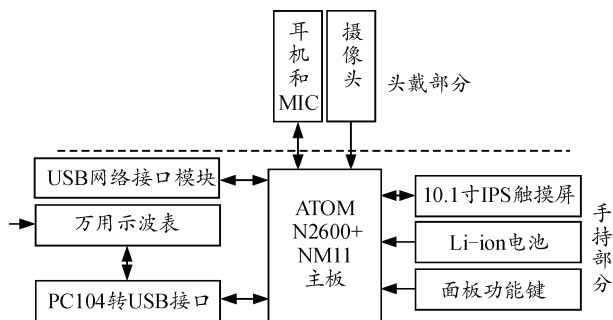 耳
机
和
MIC
摄
像
头
头戴部分
USB网络接口模块
万用示波表
PC104转USB接口
ATOM
N2600+
NM11
主板
10.1寸IPS触摸屏
Li-ion电池
面板功能键
手
持
部
分